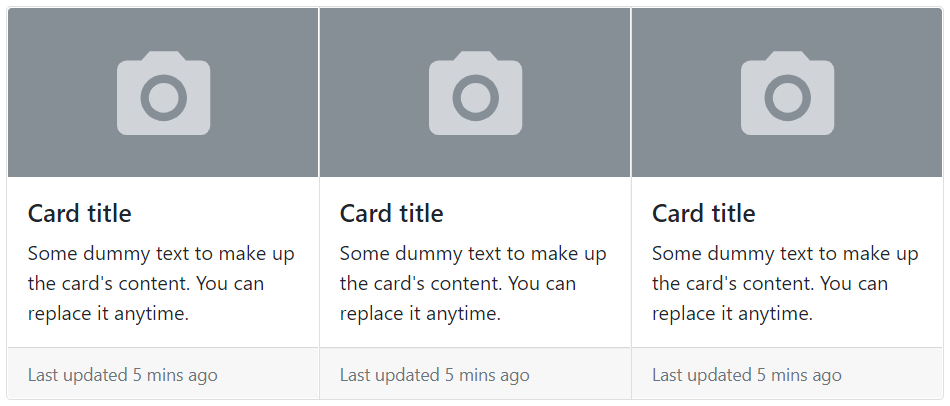 Card title
Some dummy text to make up
the card's content. You can
replace it anytime.
Last updated 5 mins ago
Card title
Some dummy text to make up
the card's content. You can
replace it anytime.
Last updated 5 mins ago
Card title
Some dummy text to make up
the card's content. You can
replace it anytime.
Last updated 5 mins ago